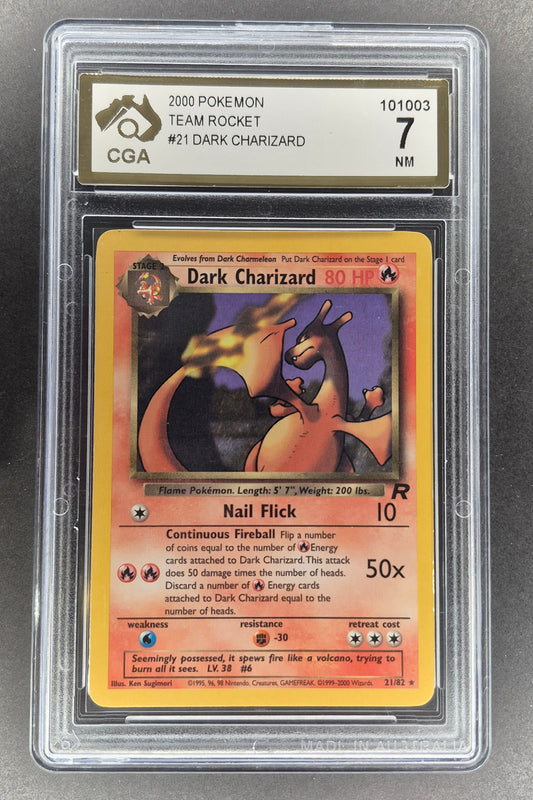 2000 POKEMON
TEAM ROCKET
#21 DARK CHARIZARD
CGA
101003
7
NM
Evolves from Dark Charmeleon Put Dark Charizard on the Stage 1 card
STAGE 2
Dark Charizard 80 HP
Flame Pokémon. Length: 5' 7", Weight: 200 lbs.
R
Nail Flick 10
Continuous Fireball Flip a number
of coins equal to the number of Energy
cards attached to Dark Charizard. This attack
does 50 damage times the number of heads.
Discard a number of Energy cards
attached to Dark Charizard equal to the
number of heads.
50x
weakness resistance retreat cost
-30
Seemingly possessed, it spews fire like a volcano, trying to
burn all it sees. LV. 38 #6
Illus. Ken Sugimori ©1995, 96, 98 Nintendo, Creatures, GAMEFREAK. ©1999-2000 Wizards. 21/82 ★
MADE IN AUSTRALIA